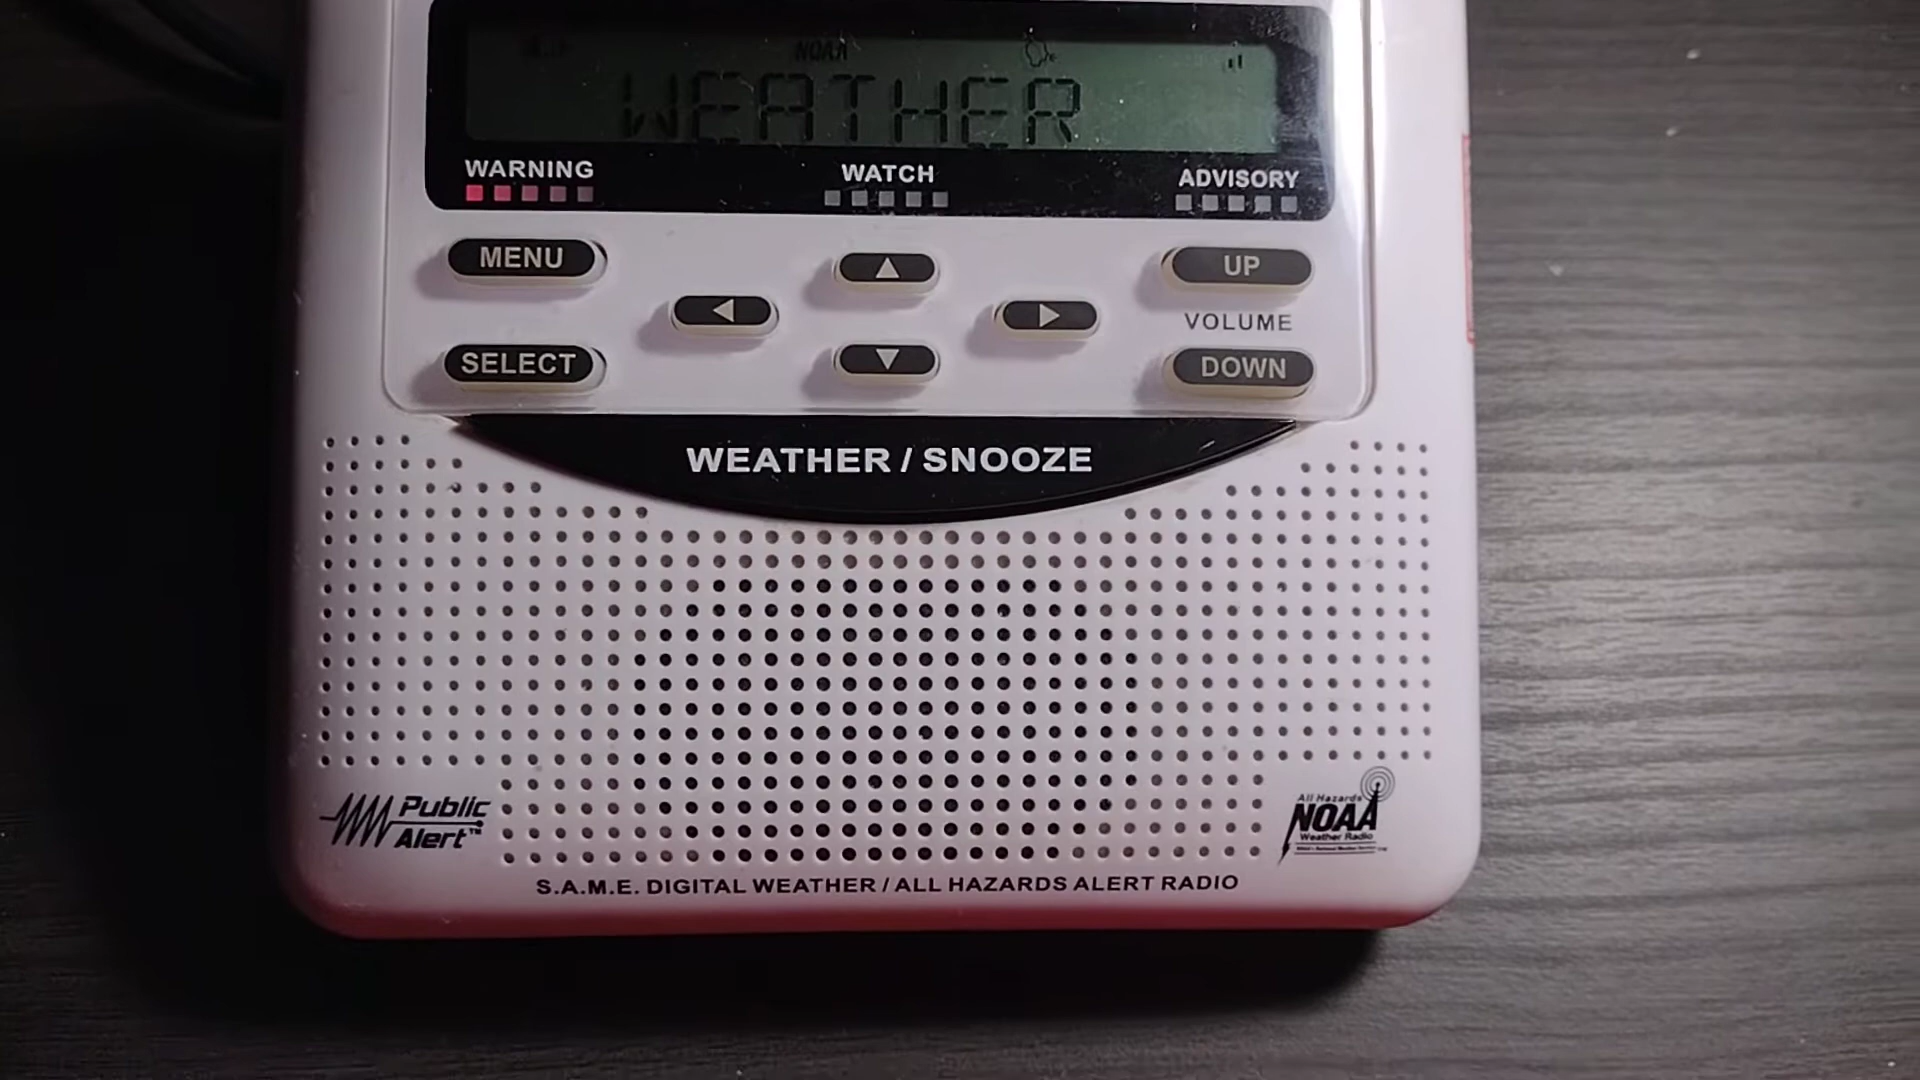 NOAA
WEATHER
WARNING
WATCH
ADVISORY
MENU
UP
VOLUME
SELECT
DOWN
WEATHER / SNOOZE
Public
Alert™
All Hazards
NOAA
Weather Radio
S.A.M.E. DIGITAL WEATHER / ALL HAZARDS ALERT RADIO